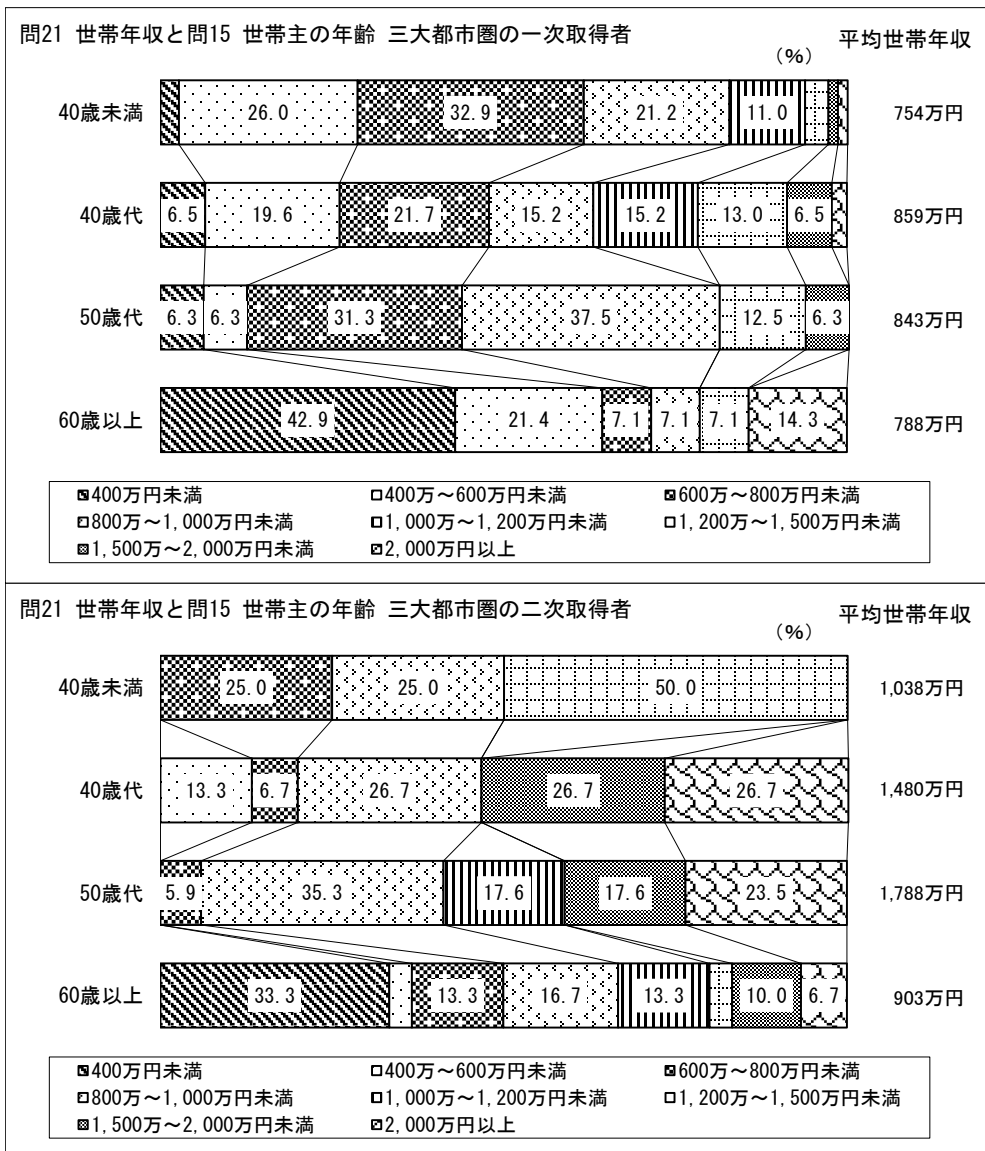 問21 世帯年収と問15 世帯主の年齢 三大都市圏の一次取得者
(%) 平均世帯年収
40歳未満 26.0 32.9 21.2 11.0 754万円
40歳代 6.5 19.6 21.7 15.2 15.2 13.0 6.5 859万円
50歳代 6.3 6.3 31.3 37.5 12.5 6.3 843万円
60歳以上 42.9 21.4 7.1 7.1 7.1 14.3 788万円
400万円未満 400万～600万円未満 600万～800万円未満
800万～1,000万円未満 1,000万～1,200万円未満 1,200万～1,500万円未満
1,500万～2,000万円未満 2,000万円以上
問21 世帯年収と問15 世帯主の年齢 三大都市圏の二次取得者
(%) 平均世帯年収
40歳未満 25.0 25.0 50.0 1,038万円
40歳代 13.3 6.7 26.7 26.7 26.7 1,480万円
50歳代 5.9 35.3 17.6 17.6 23.5 1,788万円
60歳以上 33.3 13.3 16.7 13.3 10.0 6.7 903万円
400万円未満 400万～600万円未満 600万～800万円未満
800万～1,000万円未満 1,000万～1,200万円未満 1,200万～1,500万円未満
1,500万～2,000万円未満 2,000万円以上